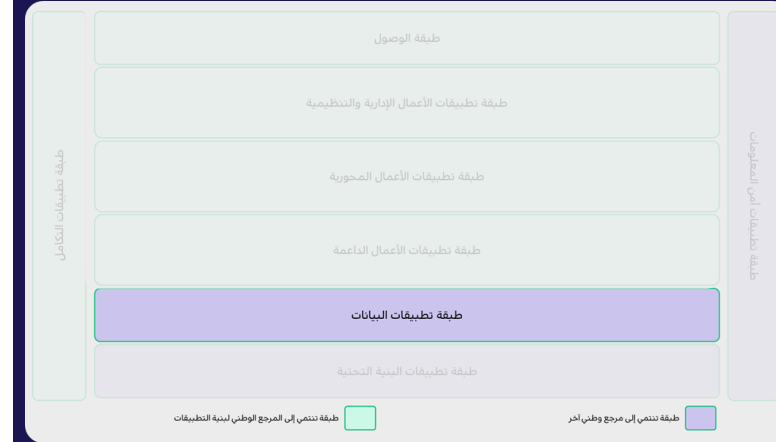 طبقة الوصول
طبقة تطبيقات الأعمال الإدارية والتنظيمية
طبقة تطبيقات الأعمال المحورية
طبقة تطبيقات الأعمال الداعمة
طبقة تطبيقات البيانات
طبقة تطبيقات البنية التحتية
طبقة تطبيقات أمن المعلومات
طبقة تطبيقات التكامل
طبقة تنتمي إلى مرجع وطني آخر
طبقة تنتمي إلى المرجع الوطني لبنية التطبيقات